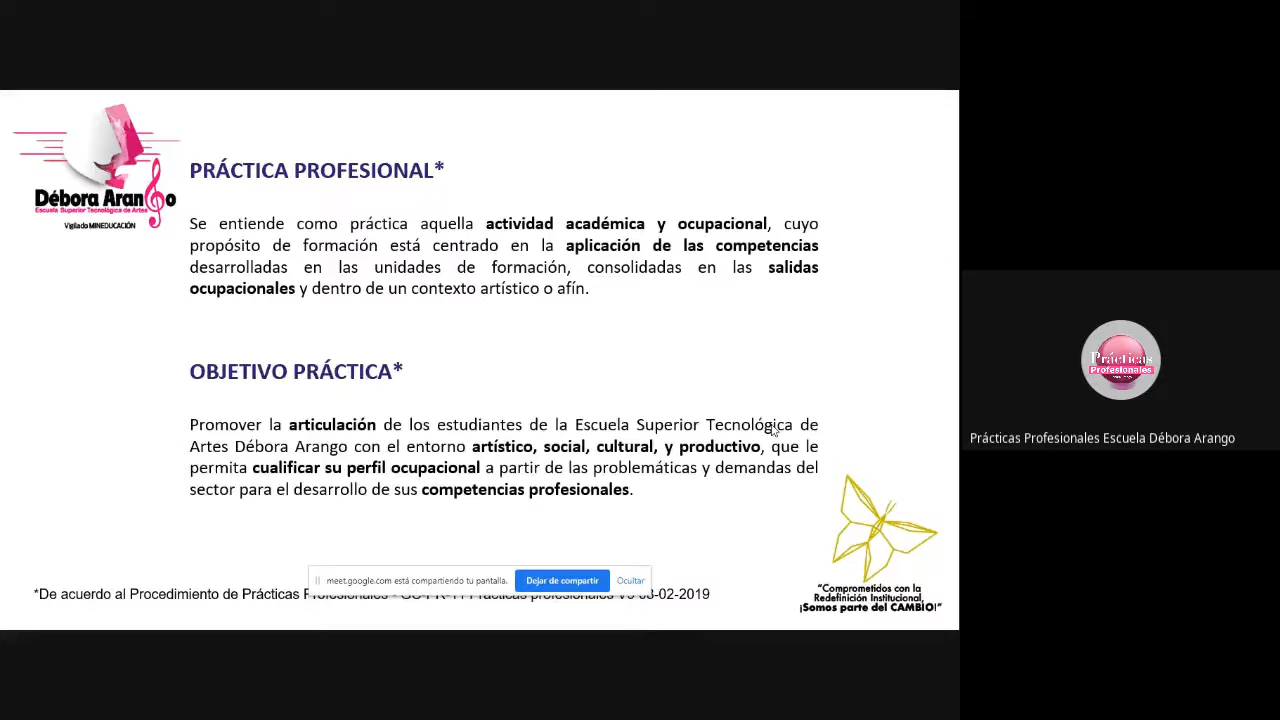 Débora Arango
Escuela Superior Tecnológica de Artes
Vigilado MINEDUCACIÓN
PRÁCTICA PROFESIONAL*
Se entiende como práctica aquella actividad académica y ocupacional, cuyo
propósito de formación está centrado en la aplicación de las competencias
desarrolladas en las unidades de formación, consolidadas en las salidas
ocupacionales y dentro de un contexto artístico o afín.
OBJETIVO PRÁCTICA*
Promover la articulación de los estudiantes de la Escuela Superior Tecnológica de
Artes Débora Arango con el entorno artístico, social, cultural, y productivo, que le
permita cualificar su perfil ocupacional a partir de las problemáticas y demandas del
sector para el desarrollo de sus competencias profesionales.
meet.google.com está compartiendo tu pantalla.
Dejar de compartir
Ocultar
*De acuerdo al Procedimiento de Prácticas 2019
"Comprometidos con la
Redefinición Institucional,
¡Somos parte del CAMBIO!"
Prácticas
Profesionales
Prácticas Profesionales Escuela Débora Arango